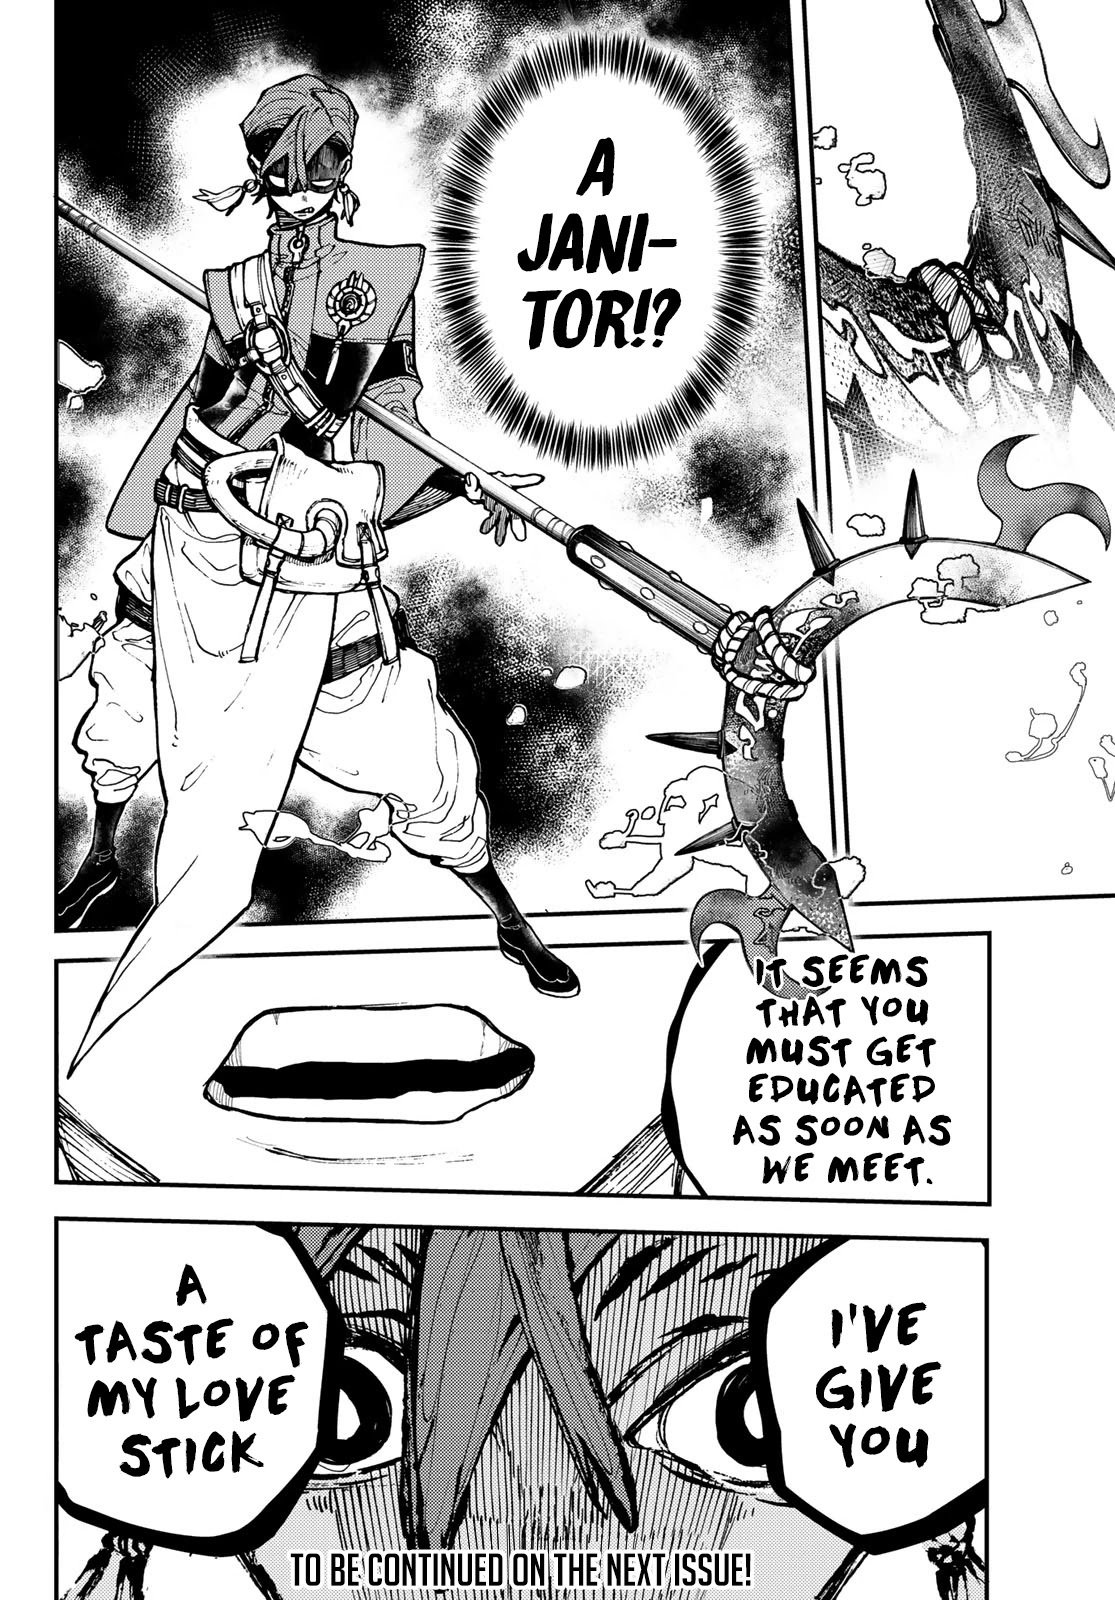 A
JANI-
TOR!?
IT SEEMS
THAT YOU
MUST GET
EDUCATED
AS SOON AS
WE MEET.
I'VE
GIVE
YOU
A
TASTE OF
MY LOVE
STICK
TO BE CONTINUED ON THE NEXT ISSUE!